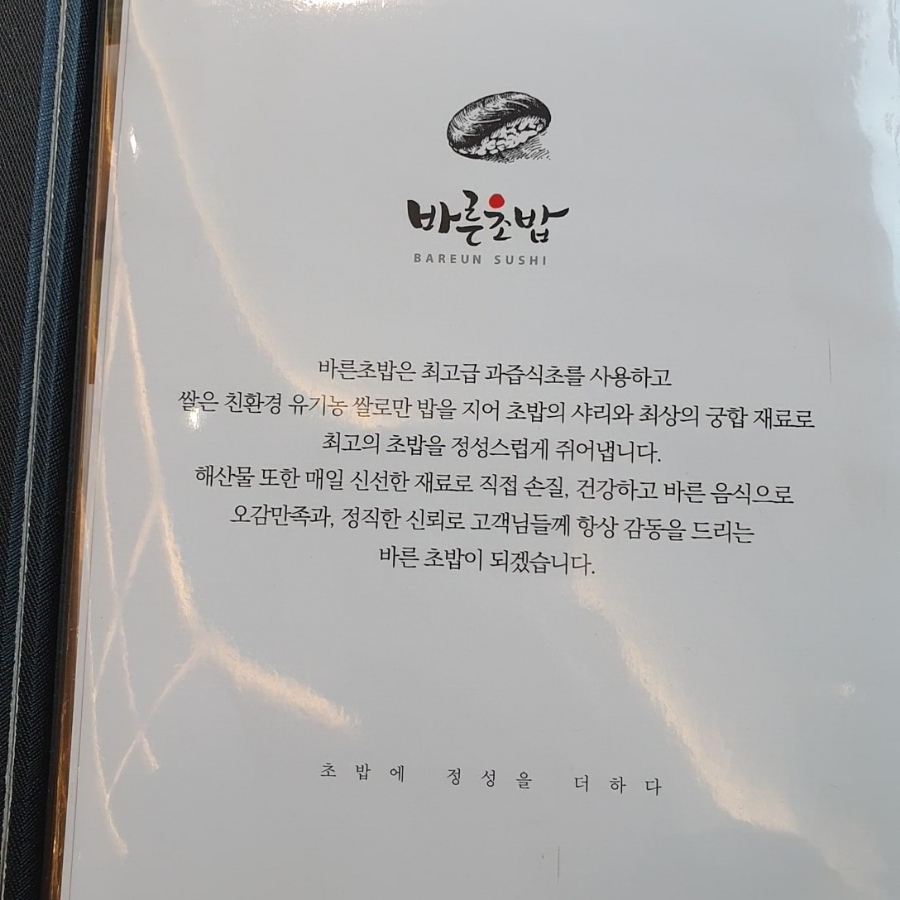 바른초밥
BAREUN SUSHI
바른초밥은 최고급 과즙식초를 사용하고
쌀은 친환경 유기농 쌀로만 밥을 지어 초밥의 샤리와 최상의 궁합 재료로
최고의 초밥을 정성스럽게 쥐어냅니다.
해산물 또한 매일 신선한 재료로 직접 손질, 건강하고 바른 음식으로
오감만족과, 정직한 신뢰로 고객님들께 항상 감동을 드리는
바른 초밥이 되겠습니다.
초밥에 정성을 더하다